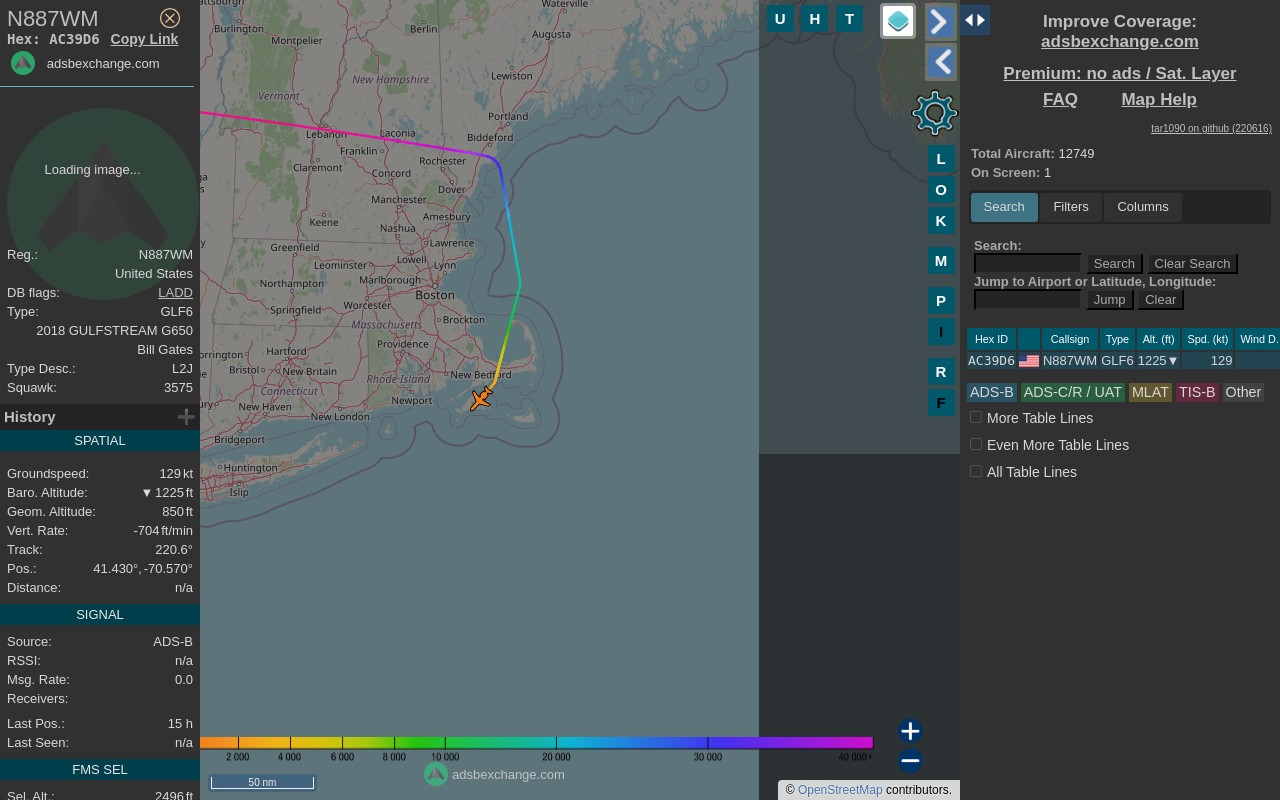 N887WM
Hex: AC39D6 Copy Link
adsbexchange.com
Loading image...
Reg.: N887WM
United States
DB flags: LADD
Type: GLF6
2018 GULFSTREAM G650
Bill Gates
Type Desc.: L2J
Squawk: 3575
History
SPATIAL
Groundspeed: 129 kt
Baro. Altitude: ▼ 1225 ft
Geom. Altitude: 850 ft
Vert. Rate: -704 ft/min
Track: 220.6°
Pos.: 41.430°, -70.570°
Distance: n/a
SIGNAL
Source: ADS-B
RSSI: n/a
Msg. Rate: 0.0
Receivers:
Last Pos.: 15 h
Last Seen: n/a
FMS SEL
Sel. Alt.: 2496 ft
Waterville
Burlington
Berlin
Montpelier
Augusta
Lewiston
New Hampshire
Vermont
Portland
Lebanon
Laconia
Biddeford
Franklin
Rochester
Claremont
Concord
Dover
Manchester
Amesbury
Keene
Nashua
Lawrence
Greenfield
Lowell
Leominster
Lynn
Northampton
Marlborough
Boston
Worcester
Springfield
Brockton
Massachusetts
Providence
Hartford
Torrington
Bristol
New Britain
Rhode Island
New Bedford
Connecticut
Newport
New Haven
New London
Bridgeport
Huntington
Islip
U H T
L
O
K
M
P
I
R
F
2 000 4 000 6 000 8 000 10 000 20 000 30 000 40 000+
adsbexchange.com
50 nm
© OpenStreetMap contributors.
Improve Coverage:
adsbexchange.com
Premium: no ads / Sat. Layer
FAQ Map Help
tar1090 on github (220616)
Total Aircraft: 12749
On Screen: 1
Search Filters Columns
Search:
Search Clear Search
Jump to Airport or Latitude, Longitude:
Jump Clear
Hex ID Callsign Type Alt. (ft) Spd. (kt) Wind D.
AC39D6 N887WM GLF6 1225▼ 129
ADS-B ADS-C/R / UAT MLAT TIS-B Other
More Table Lines
Even More Table Lines
All Table Lines